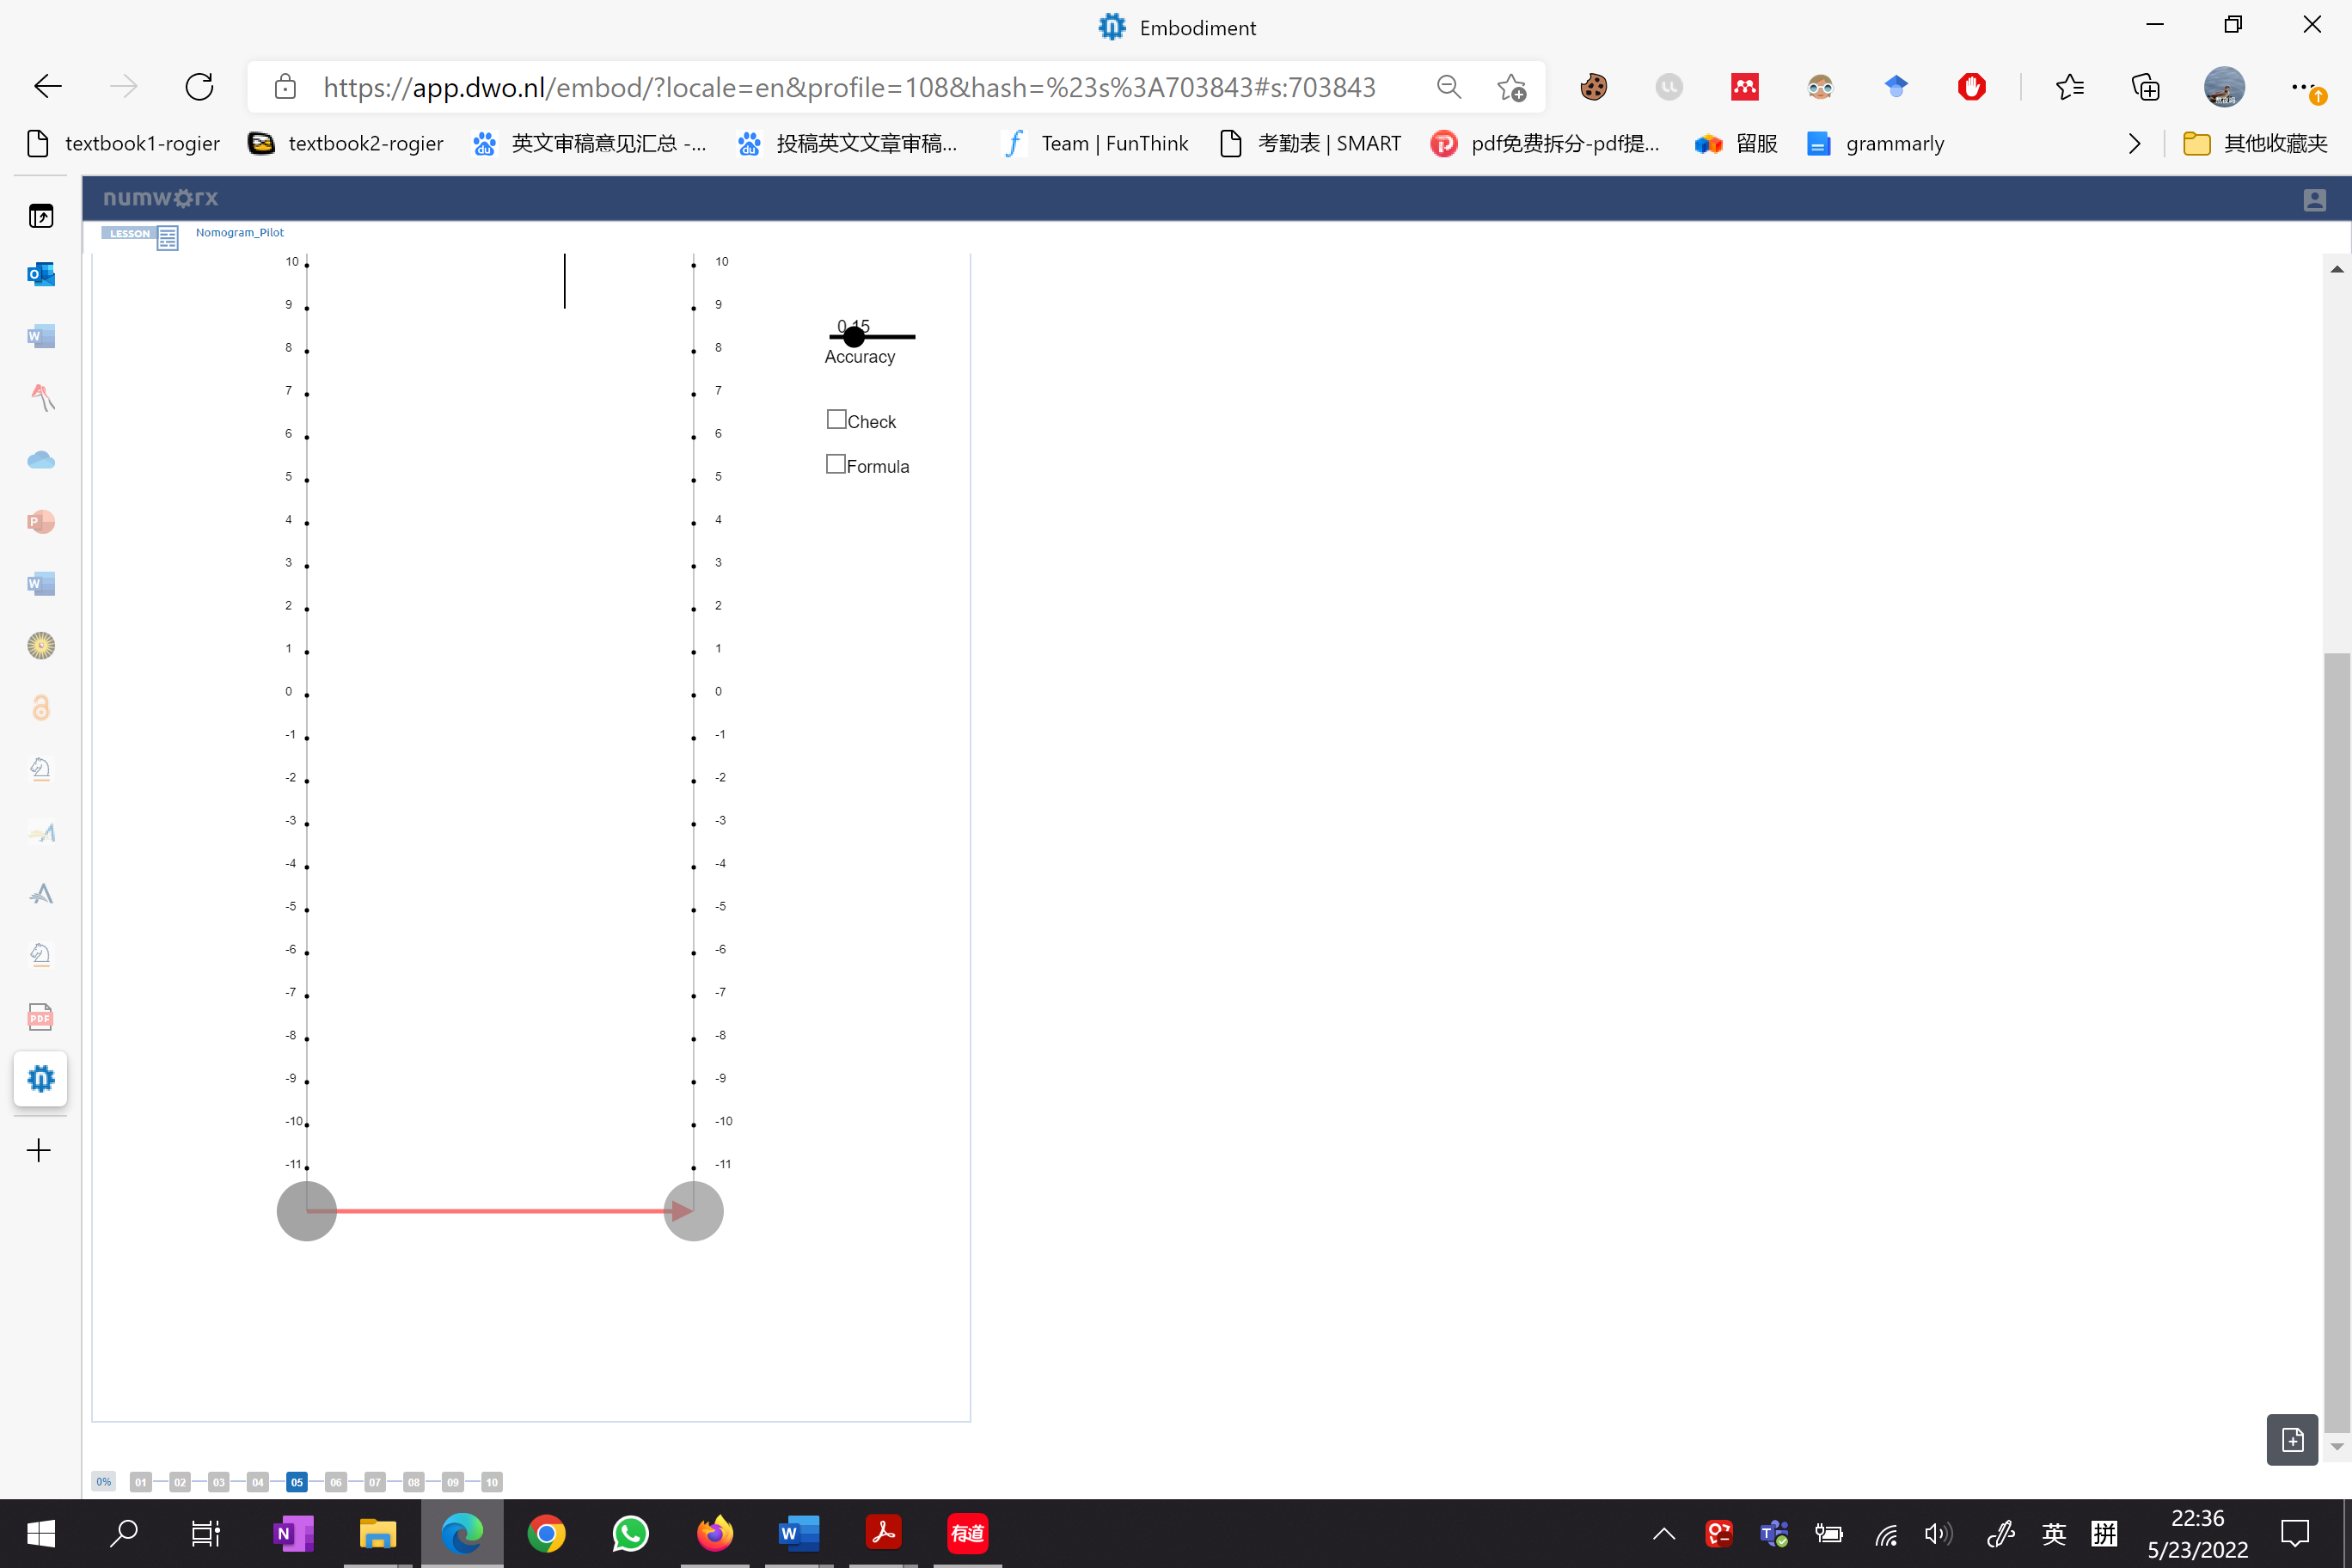 Embodiment
https://app.dwo.nl/embod/?locale=en&profile=108&hash=%23s%3A703843#s:703843
textbook1-rogier textbook2-rogier 英文审稿意见汇总 -... 投稿英文文章审稿... Team | FunThink 考勤表 | SMART pdf免费拆分-pdf提... 留服 grammarly 其他收藏夹
numworx
LESSON Nomogram_Pilot
10 10
9 9
0.15
8 8
Accuracy
7 7
Check
6 6
Formula
5 5
4 4
3 3
2 2
1 1
0 0
-1 -1
-2 -2
-3 -3
-4 -4
-5 -5
-6 -6
-7 -7
-8 -8
-9 -9
-10 -10
-11 -11
PDF
0% 01 02 03 04 05 06 07 08 09 10
有道 英 拼 22:36
5/23/2022